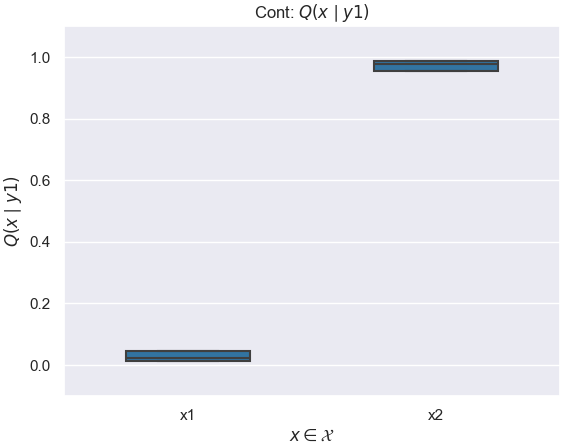 Cont: Q(x | y1)
1.0
0.8
0.6
0.4
0.2
0.0
Q(x | y1)
x1 x2
x ∈ 𝒳